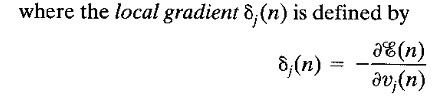 where the local gradient δⱼ(n) is defined by
δⱼ(n) = −∂ℰ(n)/∂vⱼ(n)